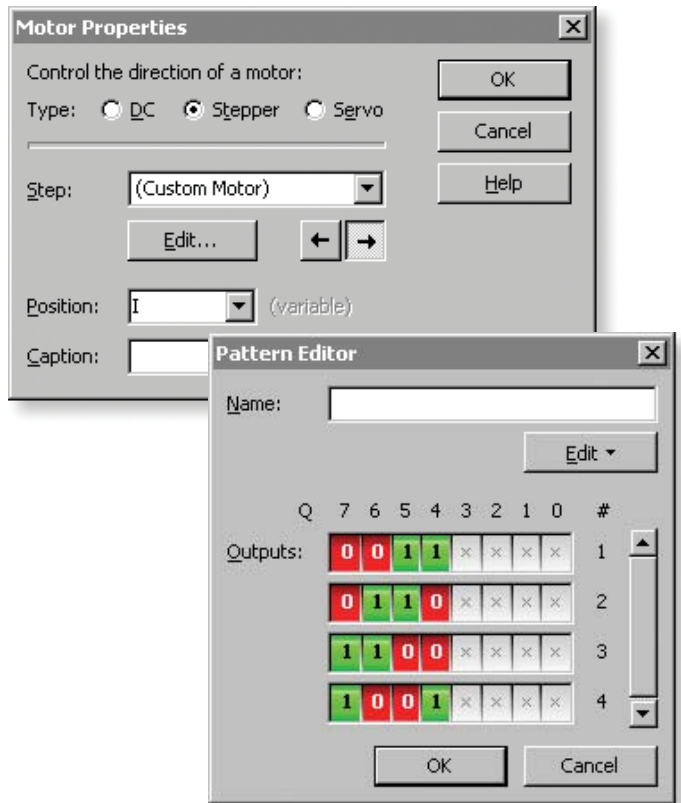 Motor Properties
Control the direction of a motor:
Type: DC Stepper Servo
OK
Cancel
Help
Step: (Custom Motor)
Edit...
Position: I (variable)
Caption:
Pattern Editor
Name:
Edit
Q 7 6 5 4 3 2 1 0 #
Outputs: 0 0 1 1 × × × × 1
0 1 1 0 × × × × 2
1 1 0 0 × × × × 3
1 0 0 1 × × × × 4
OK Cancel